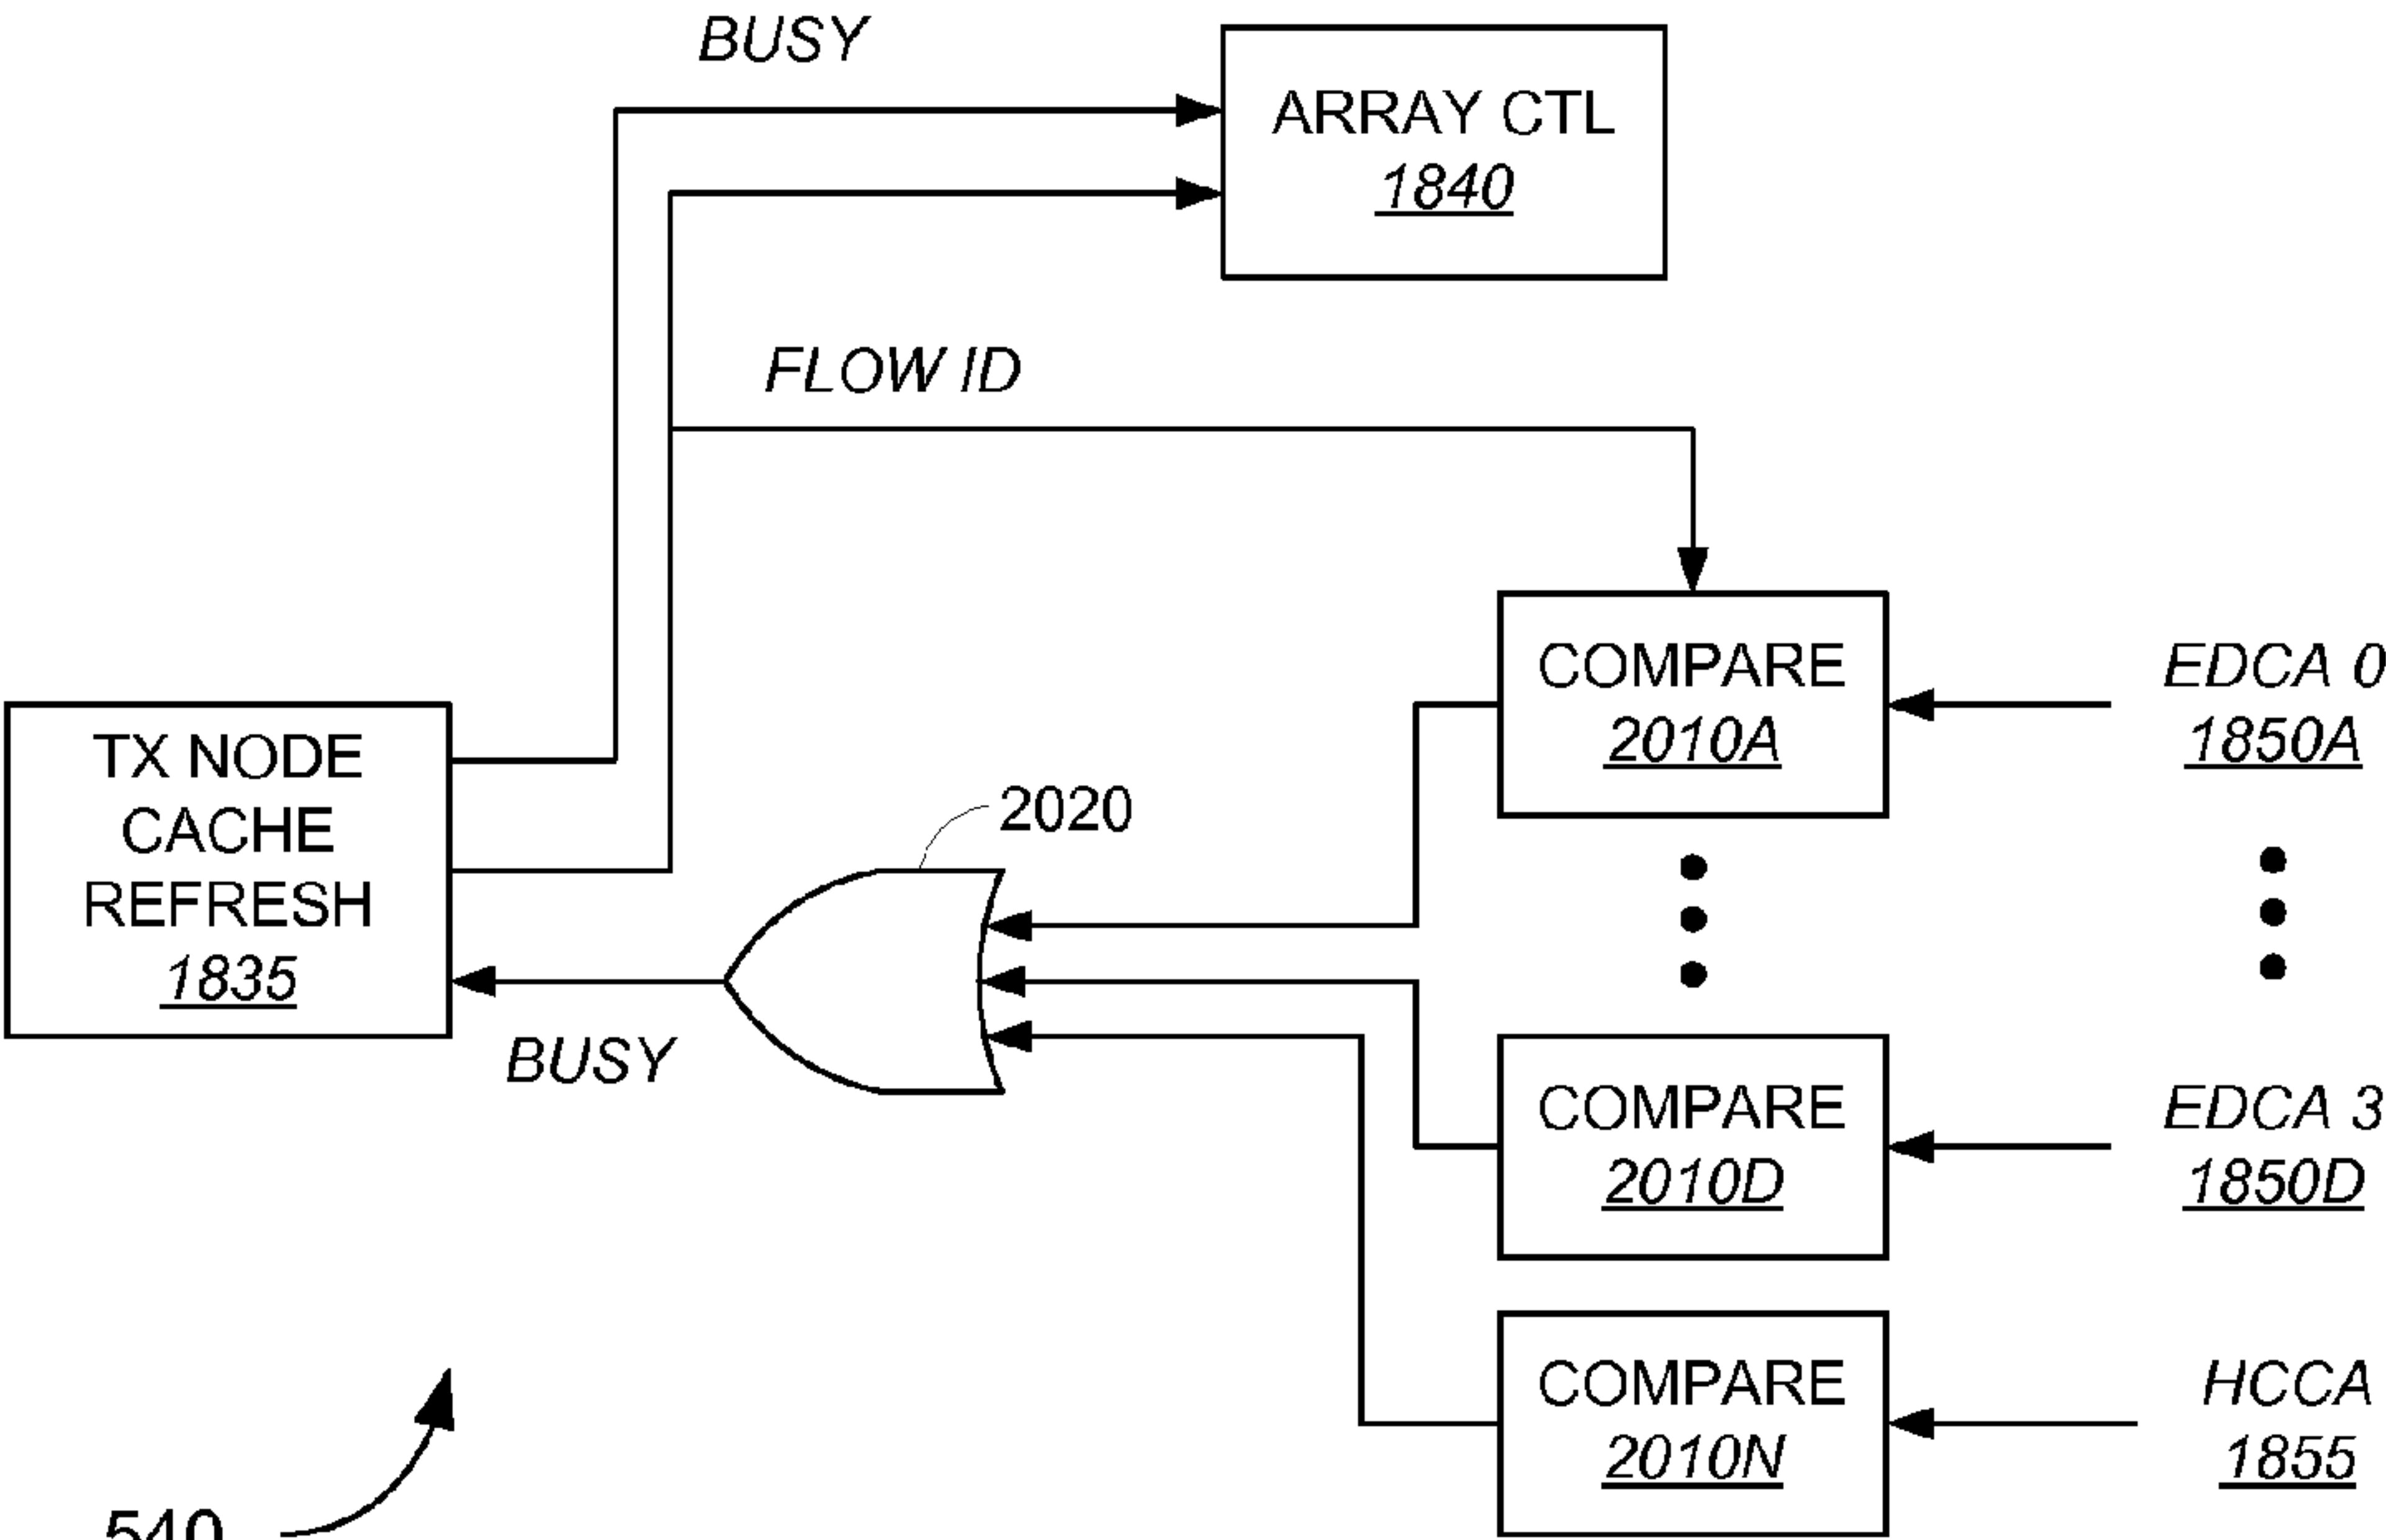 BUSY
ARRAY CTL
1840
FLOW ID
COMPARE
2010A
EDCA 0
1850A
TX NODE
CACHE
REFRESH
1835
2020
BUSY
COMPARE
2010D
EDCA 3
1850D
COMPARE
2010N
HCCA
1855
540